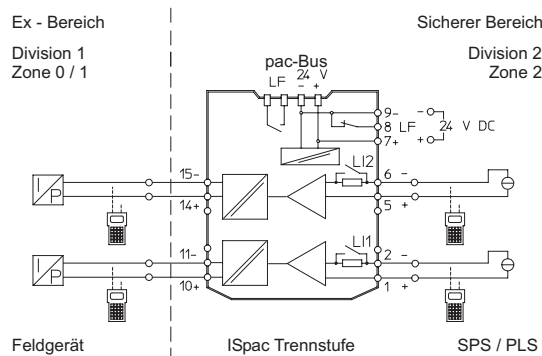 Ex - Bereich
Sicherer Bereich
Division 1
Zone 0 / 1
Division 2
Zone 2
pac-Bus
LF 24 V
- +
9-
8 LF
7+
- 24 V DC
+
LI2
15-
14+
6 -
5 +
I
P
LI1
11-
10+
2 -
1 +
I
P
Feldgerät
ISpac Trennstufe
SPS / PLS